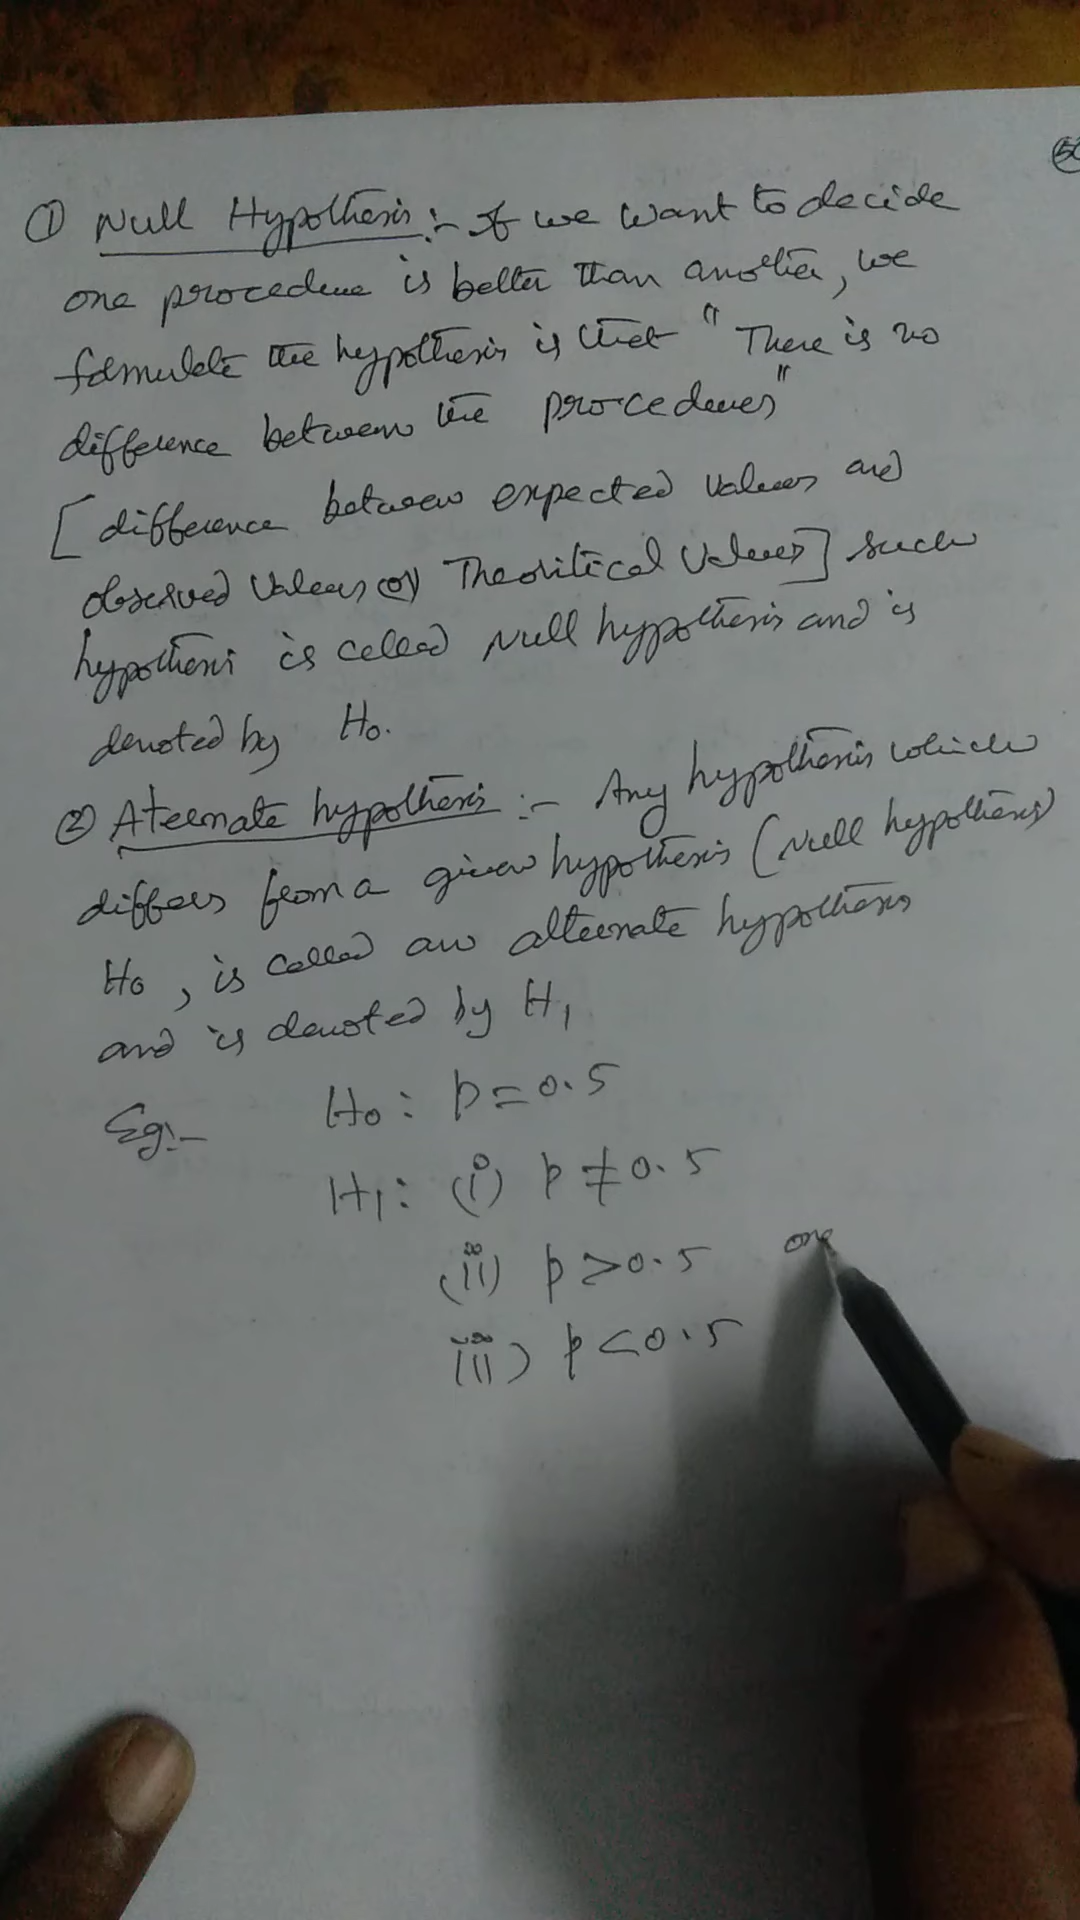 50
① Null Hypothesis :- If we want to decide
one procedure is better than another, we
formulate the hypothesis is that "There is no
difference between the procedures"
[difference between expected values and
observed values (or) Theoritical values] such
hypothesis is called Null hypothesis and is
denoted by H₀.
② Aternate hypothesis :- Any hypothesis which
differs from a given hypothesis (Null hypothesis)
H₀, is called an alternate hypothesis
and is denoted by H₁
Eg:- H₀ : p = 0.5
H₁ : (i) p ≠ 0.5
(ii) p > 0.5 one
iii) p < 0.5